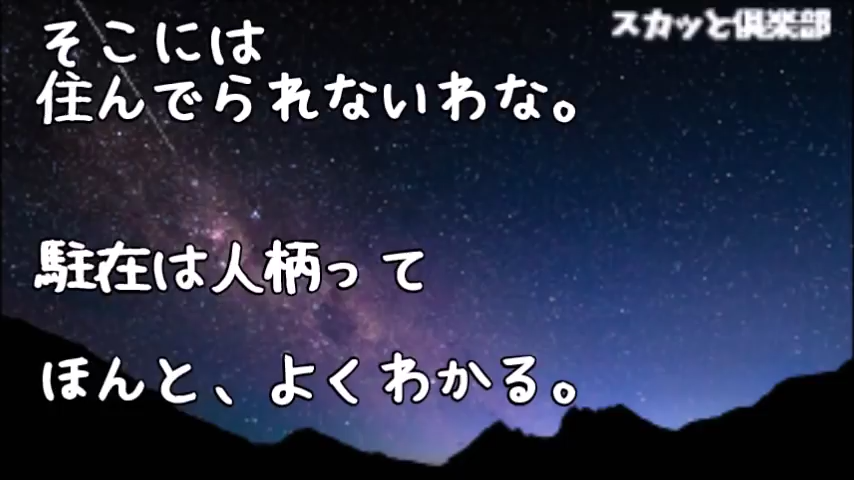 スカッと倶楽部
そこには
住んでられないわな。
駐在は人柄って
ほんと、よくわかる。